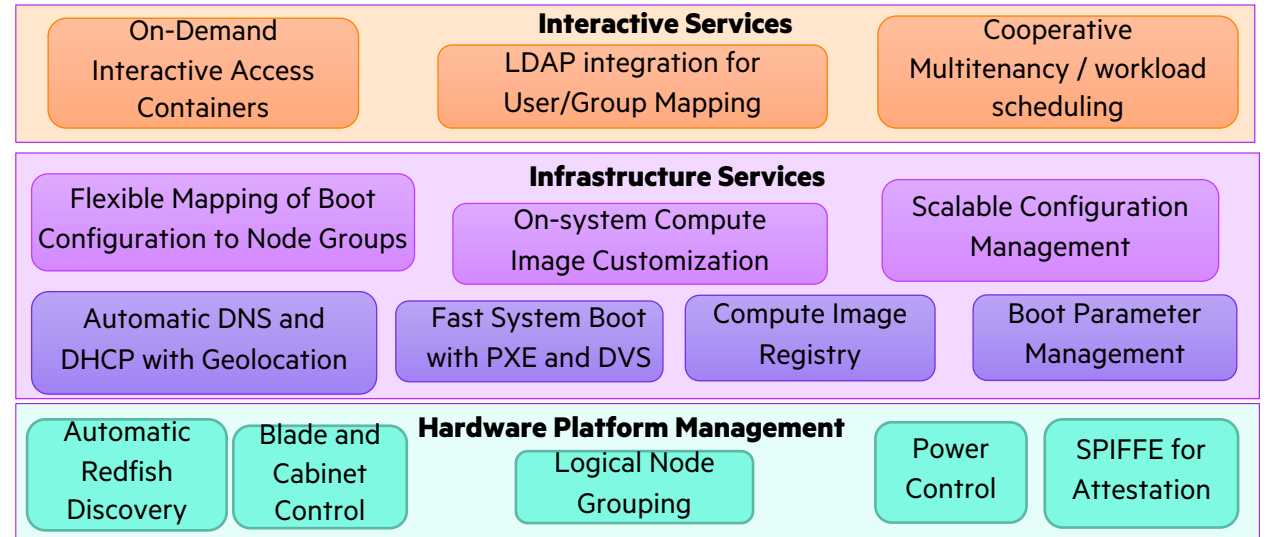 Interactive Services
On-Demand
Interactive Access
Containers
LDAP integration for
User/Group Mapping
Cooperative
Multitenancy / workload
scheduling
Infrastructure Services
Flexible Mapping of Boot
Configuration to Node Groups
On-system Compute
Image Customization
Scalable Configuration
Management
Automatic DNS and
DHCP with Geolocation
Fast System Boot
with PXE and DVS
Compute Image
Registry
Boot Parameter
Management
Hardware Platform Management
Automatic
Redfish
Discovery
Blade and
Cabinet
Control
Logical Node
Grouping
Power
Control
SPIFFE for
Attestation